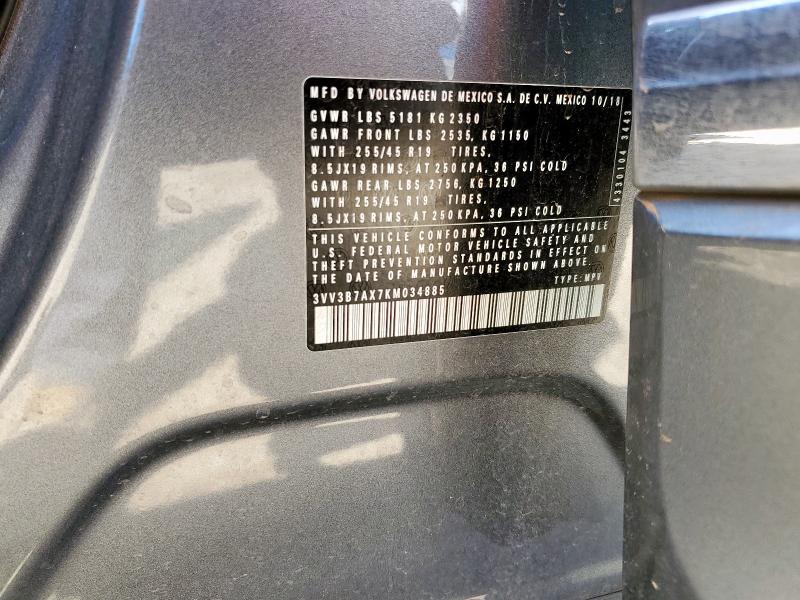 MFD BY VOLKSWAGEN DE MEXICO S.A. DE C.V. MEXICO 10/18
GVWR LBS 5181 KG 2350
GAWR FRONT LBS 2535, KG 1150
WITH 255/45 R19 TIRES,
8.5JX19 RIMS, AT 250 KPA, 36 PSI COLD
GAWR REAR LBS 2756, KG 1250
WITH 255/45 R19 TIRES,
8.5JX19 RIMS, AT 250 KPA, 36 PSI COLD
THIS VEHICLE CONFORMS TO ALL APPLICABLE
U.S. FEDERAL MOTOR VEHICLE SAFETY AND
THEFT PREVENTION STANDARDS IN EFFECT ON
THE DATE OF MANUFACTURE SHOWN ABOVE.
3VV3B7AX7KM034885 TYPE: MPV
4330104 3443